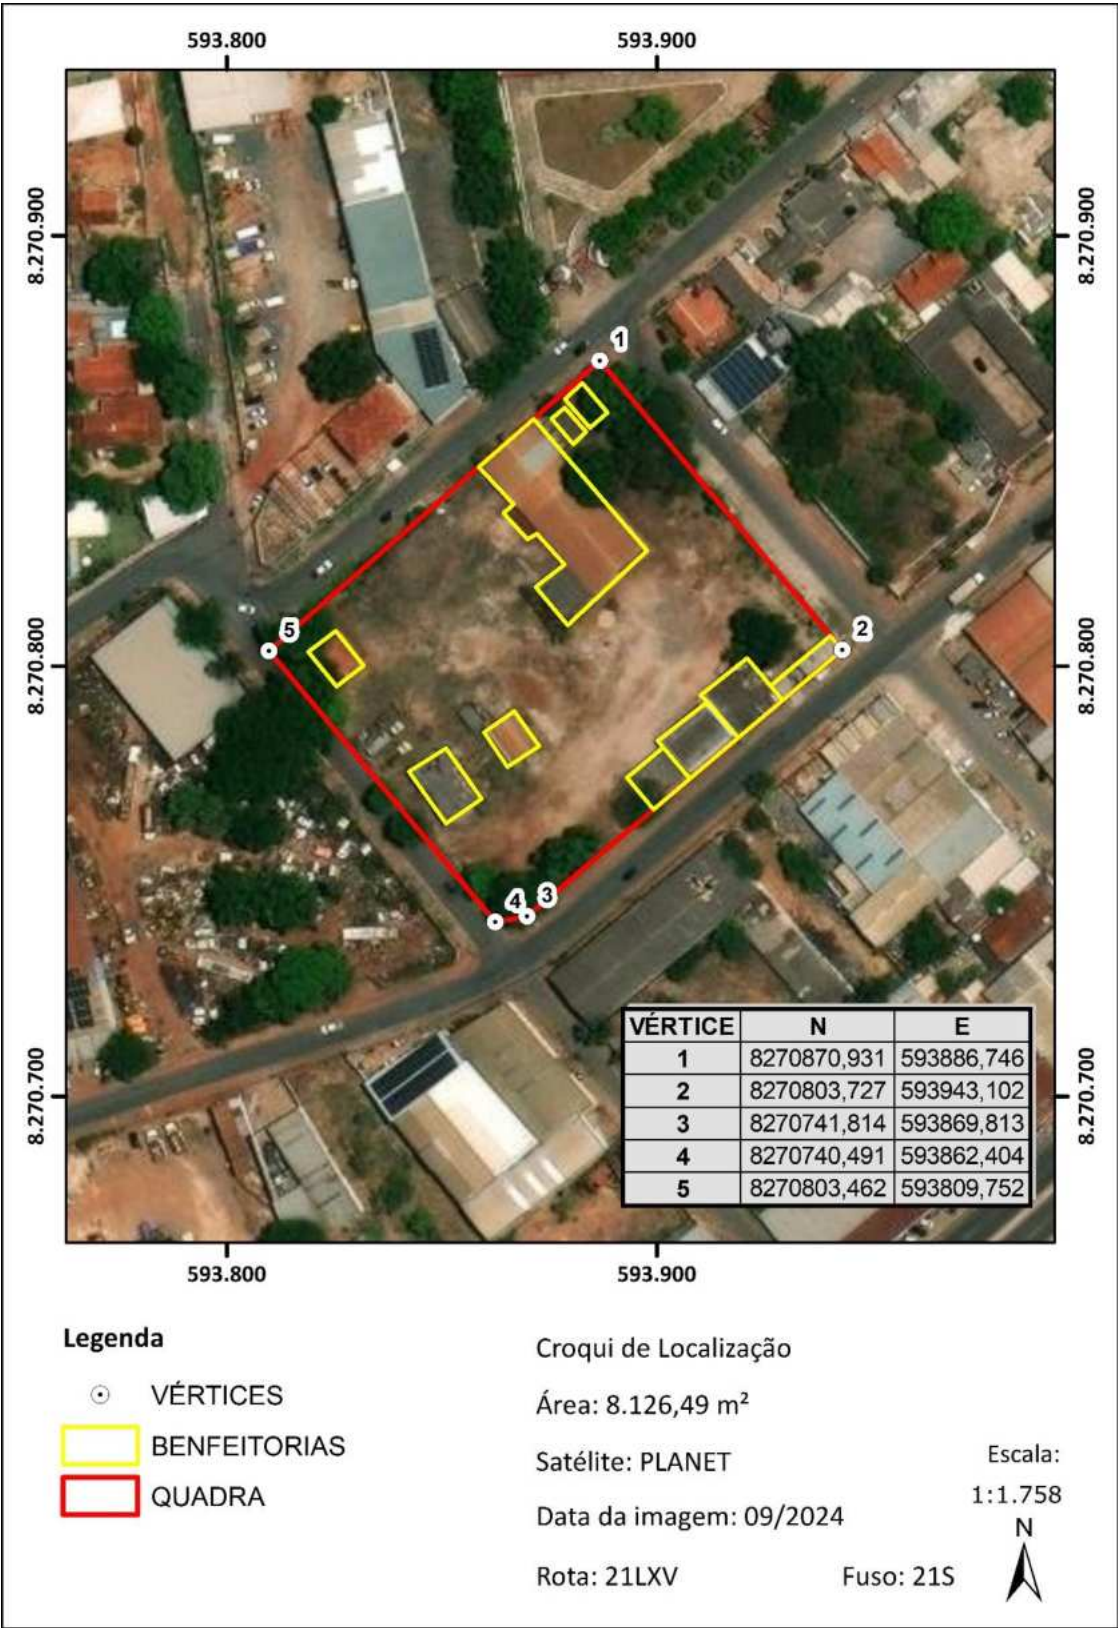 593.800 593.900
8.270.900 8.270.900
1
5 2
8.270.800 8.270.800
4 3
VÉRTICE N E
1 8270870,931 593886,746
2 8270803,727 593943,102
3 8270741,814 593869,813
4 8270740,491 593862,404
5 8270803,462 593809,752
8.270.700 8.270.700
593.800 593.900
Legenda
VÉRTICES
BENFEITORIAS
QUADRA
Croqui de Localização
Área: 8.126,49 m²
Satélite: PLANET
Data da imagem: 09/2024
Rota: 21LXV Fuso: 21S
Escala:
1:1.758
N